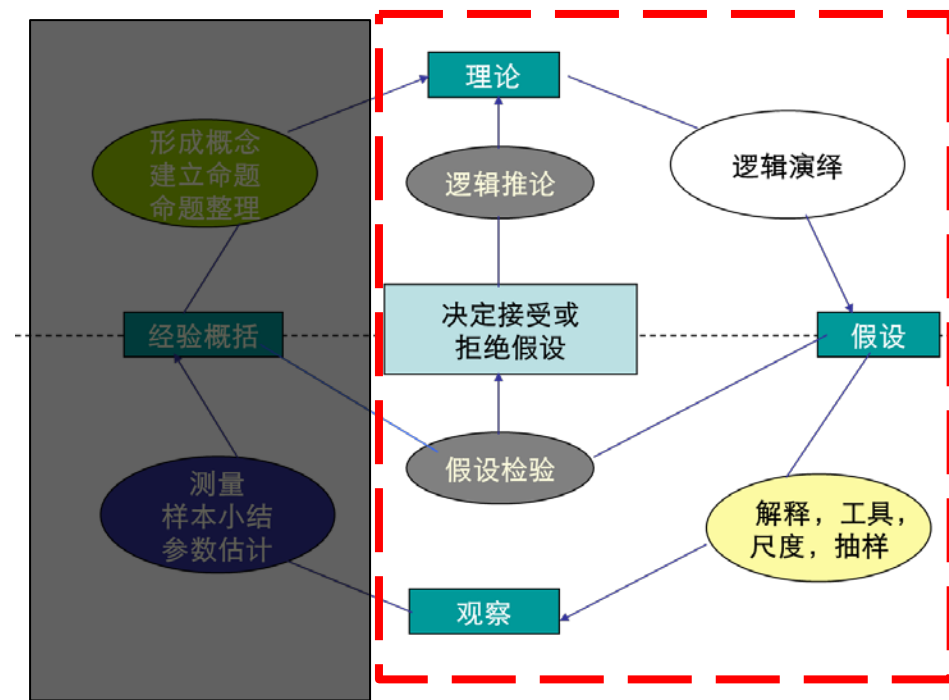 理论
形成概念
建立命题
命题整理
逻辑推论
逻辑演绎
经验概括
决定接受或
拒绝假设
假设
测量
样本小结
参数估计
假设检验
解释，工具，
尺度，抽样
观察